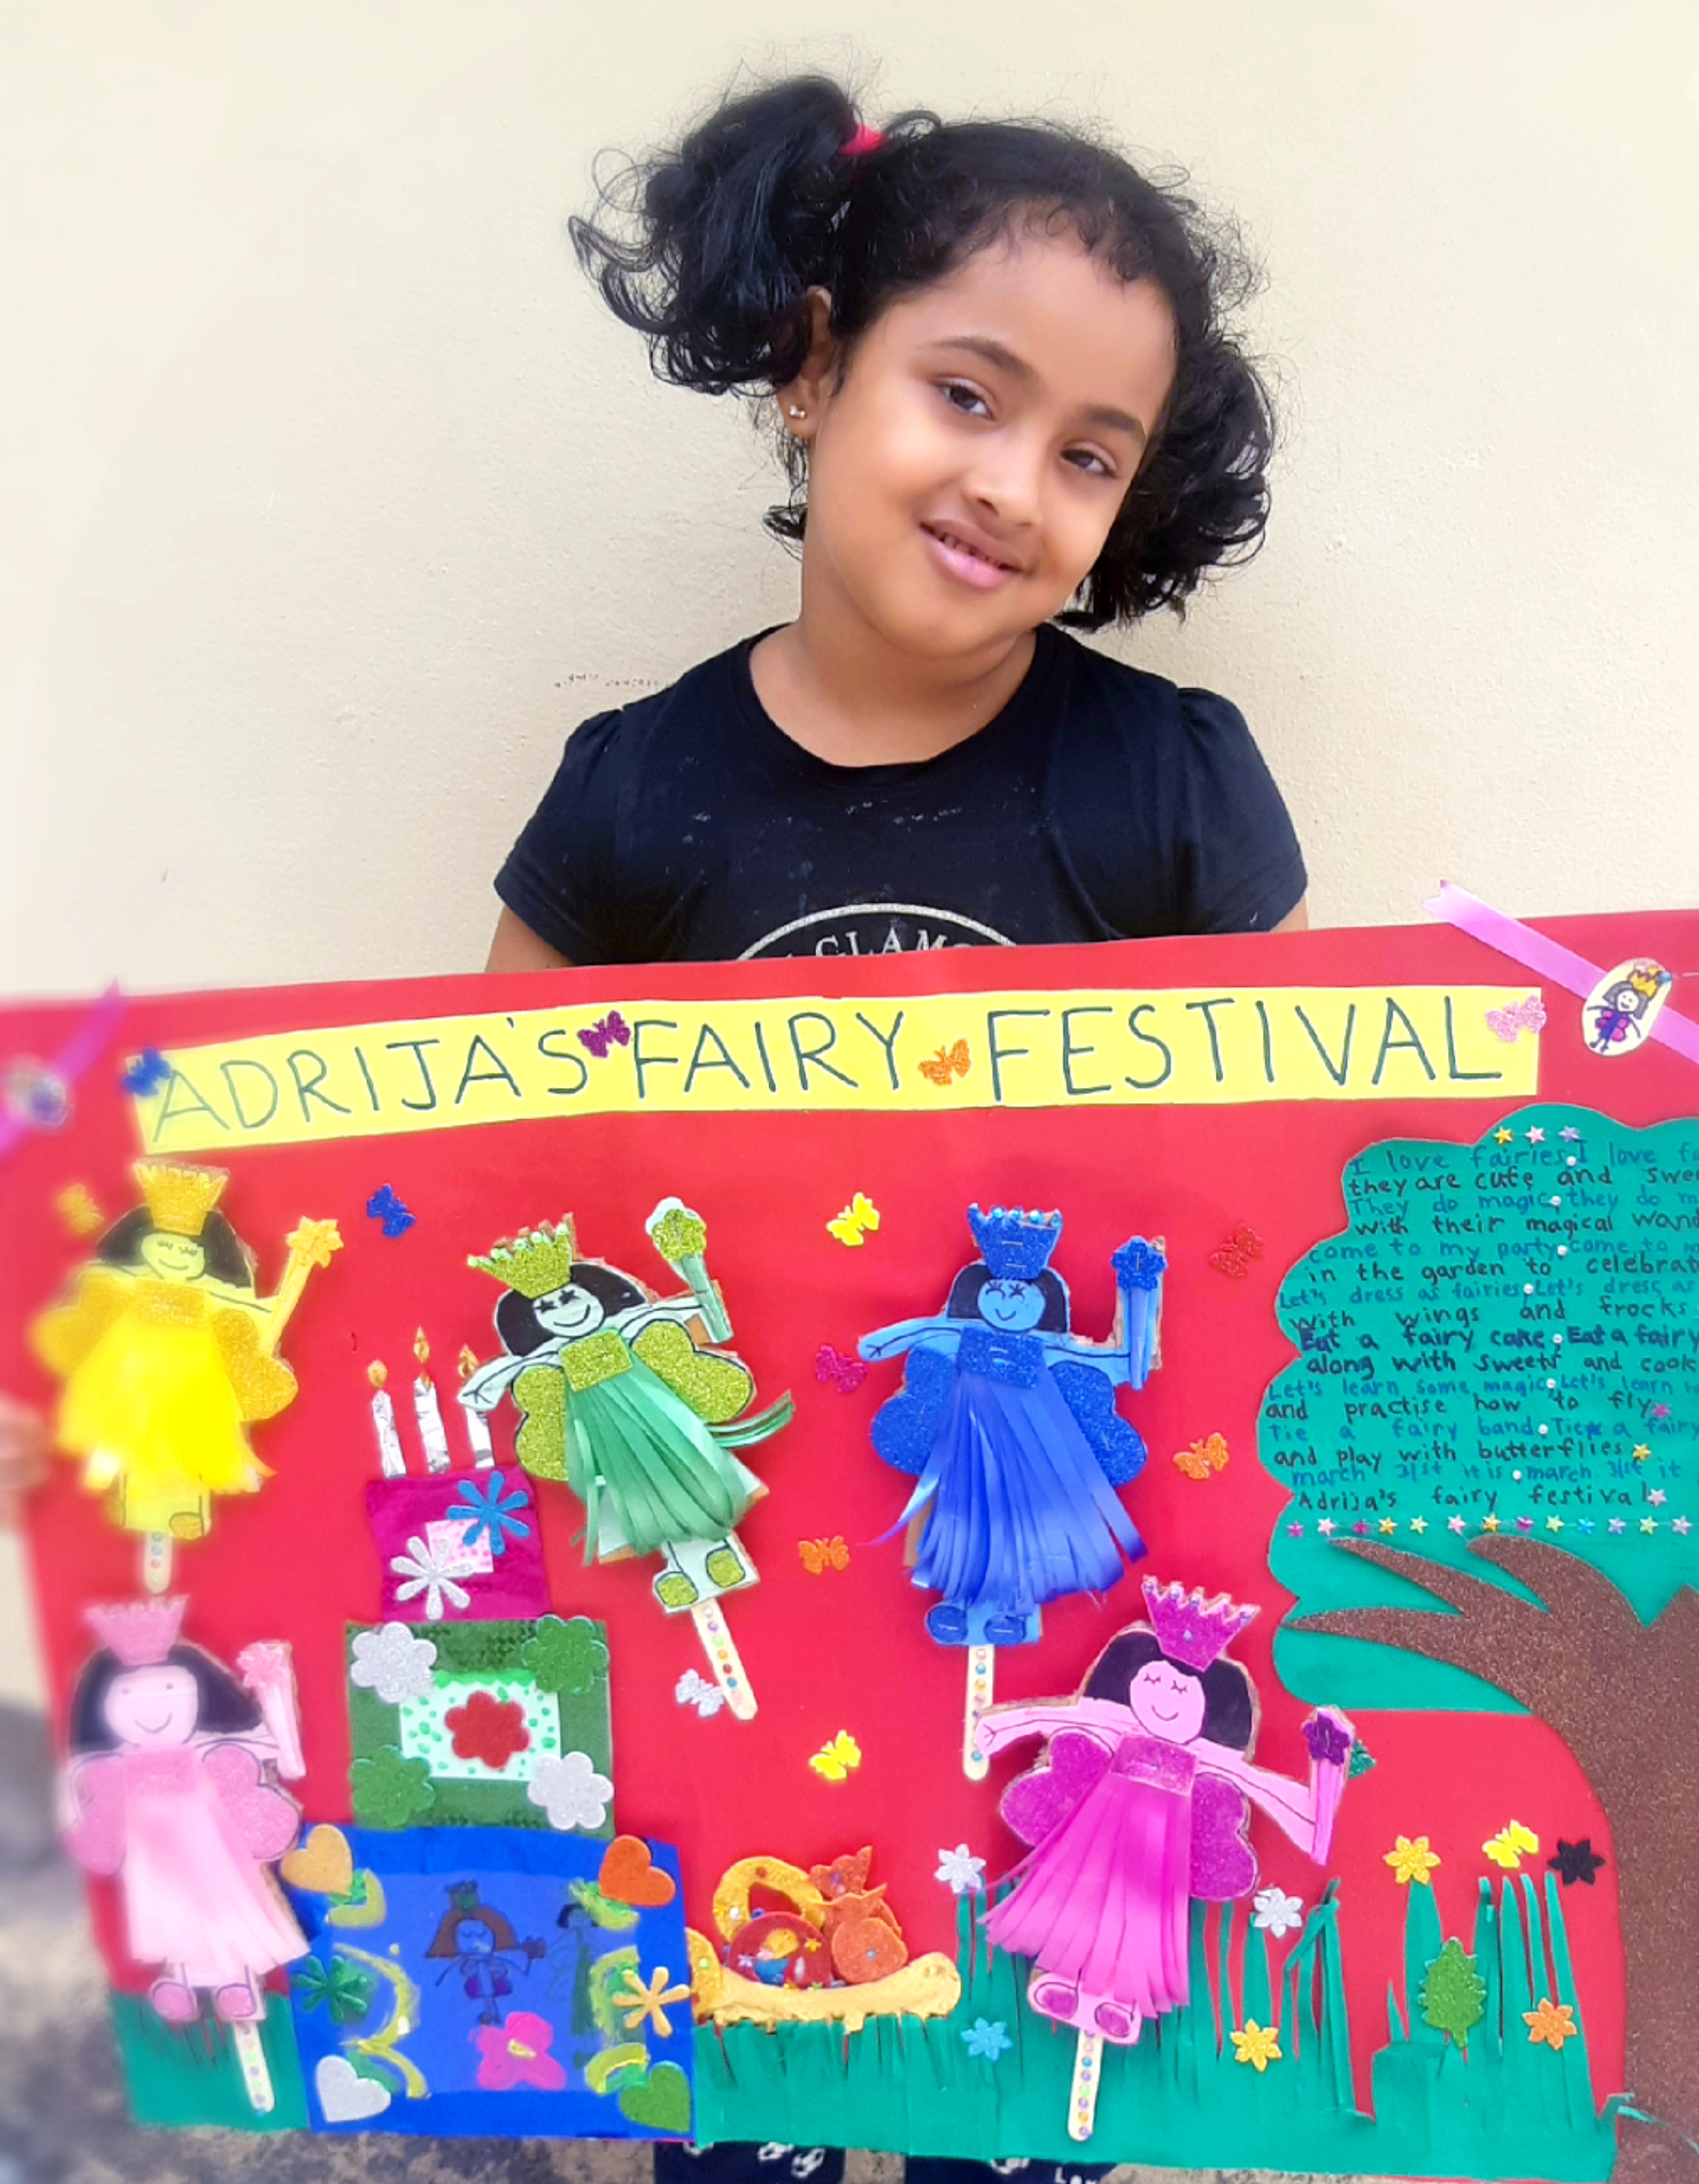 GLAM
ADRIJA'S FAIRY FESTIVAL
I love fairies I love
they are cute and
They do magic they do
with their magical
come to my party come to
in the garden to celebrat
Let's dress as fairies Let's dress as
with wings and frocks
Eat a fairy cake Eat a fairy
along with sweets and
Let's learn some magic Let's learn
and practise how to fly
Tie a fairy band Tie a fairy
and play with butterflies
march 31st it is march 31st it
Adrija's fairy festival